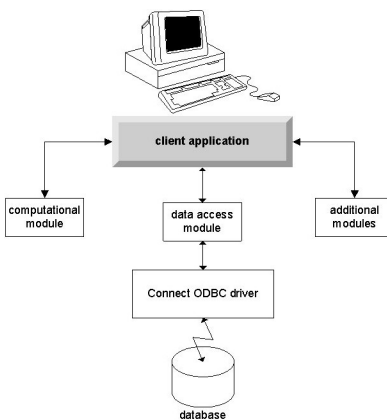 client application
computational
module
data access
module
additional
modules
Connect ODBC driver
database